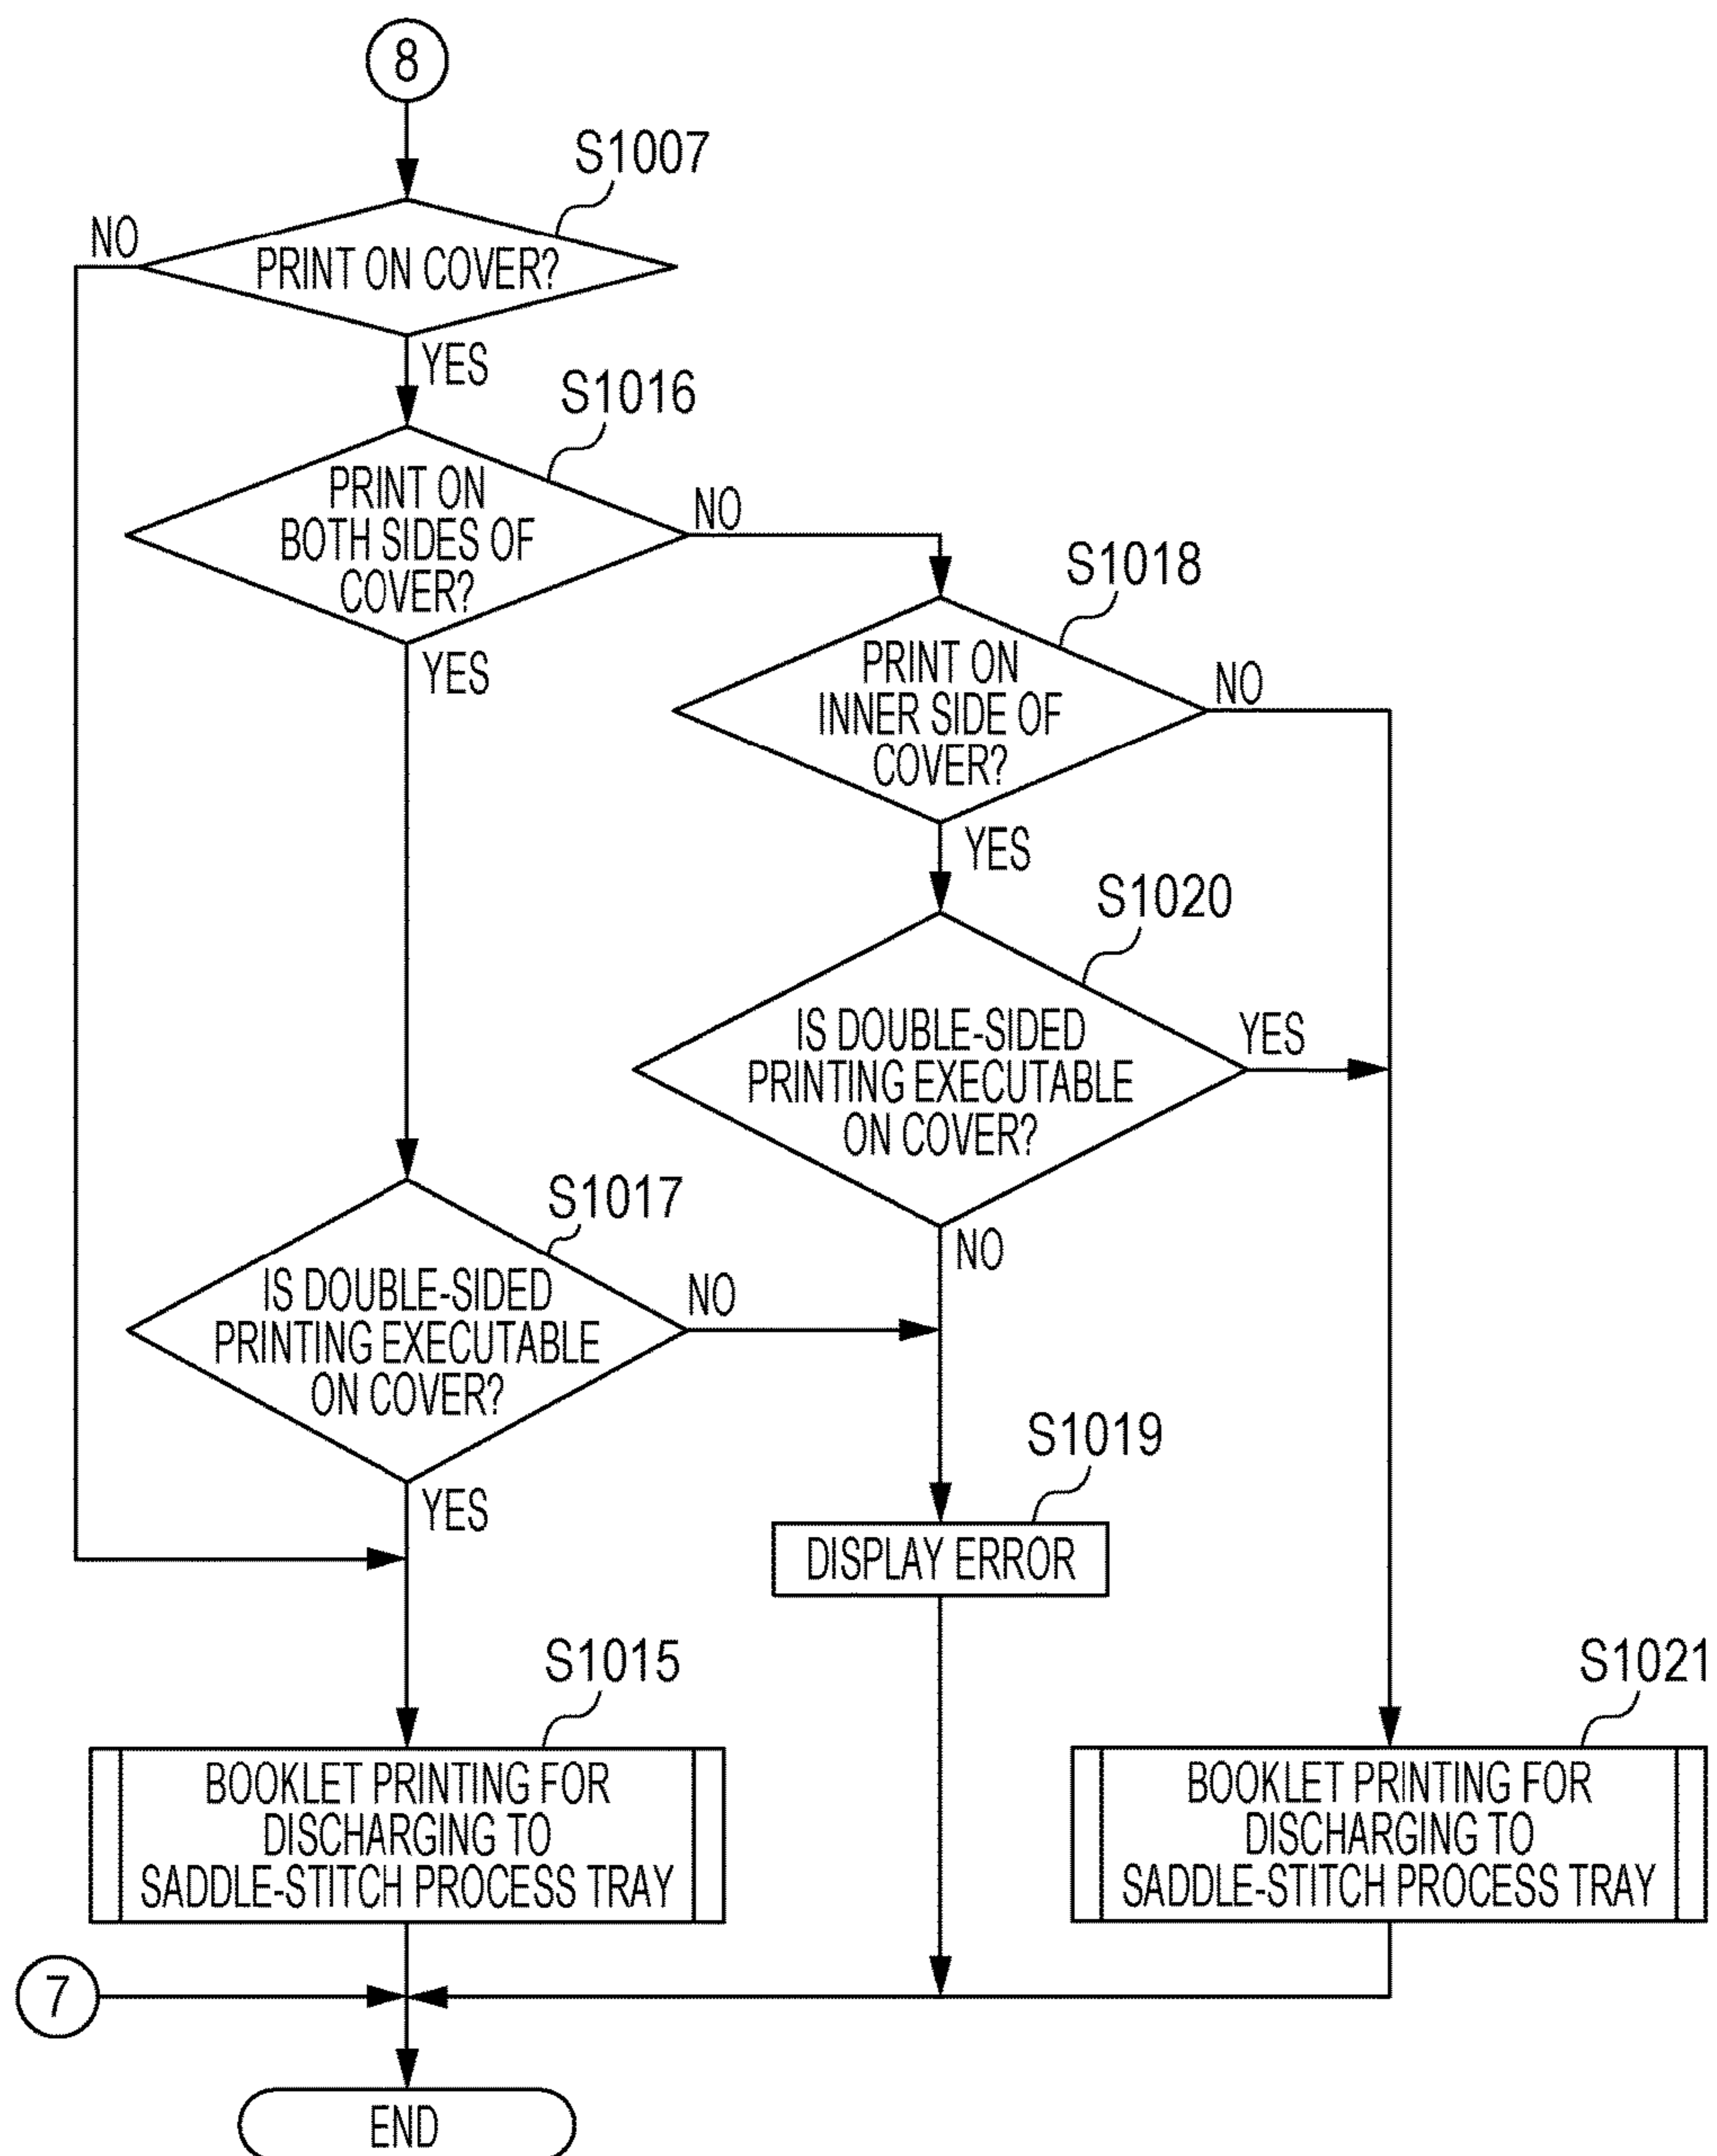 8
S1007
NO
PRINT ON COVER?
YES
S1016
PRINT ON
BOTH SIDES OF
COVER?
NO
YES
S1018
PRINT ON
INNER SIDE OF
COVER?
NO
YES
S1020
IS DOUBLE-SIDED
PRINTING EXECUTABLE
ON COVER?
YES
NO
S1017
IS DOUBLE-SIDED
PRINTING EXECUTABLE
ON COVER?
NO
YES
S1019
DISPLAY ERROR
S1015
BOOKLET PRINTING FOR
DISCHARGING TO
SADDLE-STITCH PROCESS TRAY
S1021
BOOKLET PRINTING FOR
DISCHARGING TO
SADDLE-STITCH PROCESS TRAY
7
END